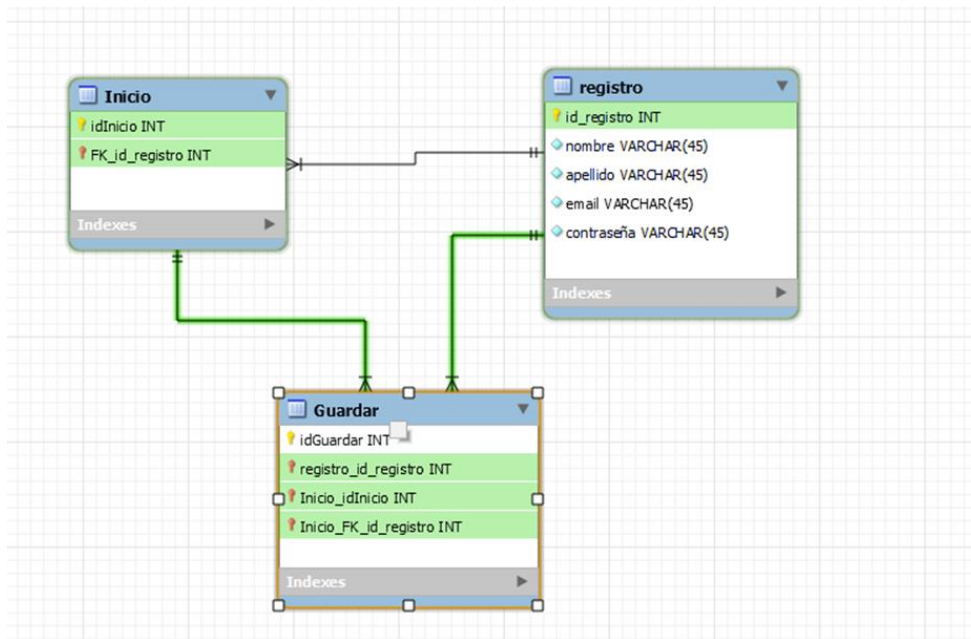 Inicio
idInicio INT
FK_id_registro INT
Indexes
registro
id_registro INT
nombre VARCHAR(45)
apellido VARCHAR(45)
email VARCHAR(45)
contraseña VARCHAR(45)
Indexes
Guardar
idGuardar INT
registro_id_registro INT
Inicio_idInicio INT
Inicio_FK_id_registro INT
Indexes